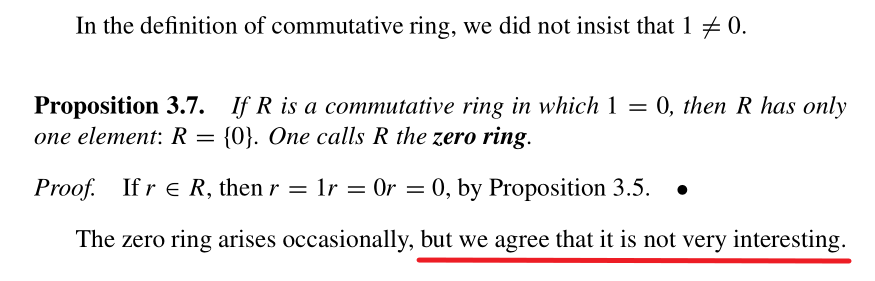 In the definition of commutative ring, we did not insist that 1 ≠ 0.
Proposition 3.7. If R is a commutative ring in which 1 = 0, then R has only
one element: R = {0}. One calls R the zero ring.
Proof. If r ∈ R, then r = 1r = 0r = 0, by Proposition 3.5. •
The zero ring arises occasionally, but we agree that it is not very interesting.